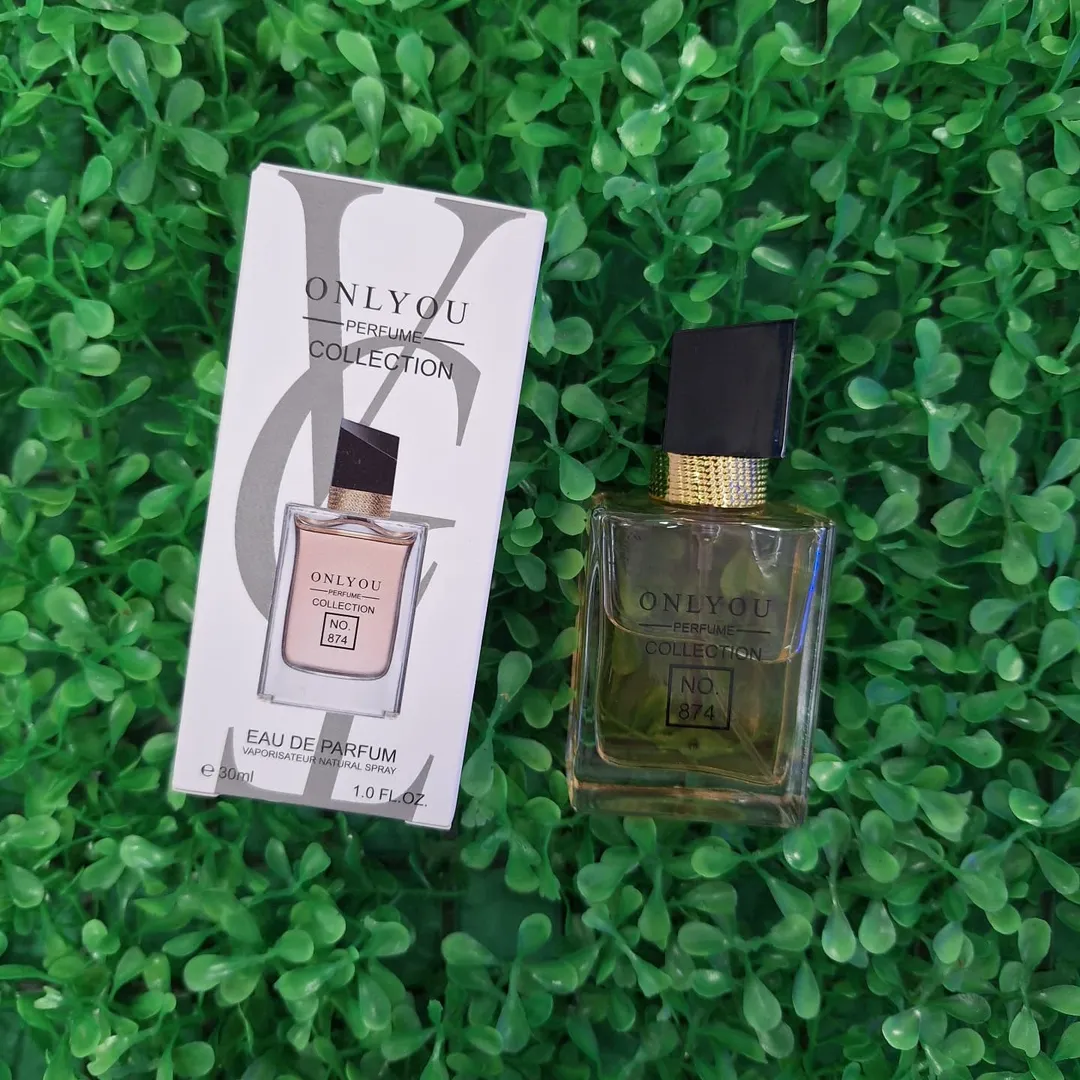 ONLYOU
PERFUME
COLLECTION
ONLYOU
PERFUME
COLLECTION
NO.
874
EAU DE PARFUM
VAPORISATEUR NATURAL SPRAY
℮ 30ml
1.0 FL.OZ.
ONLYOU
PERFUME
COLLECTION
NO.
874